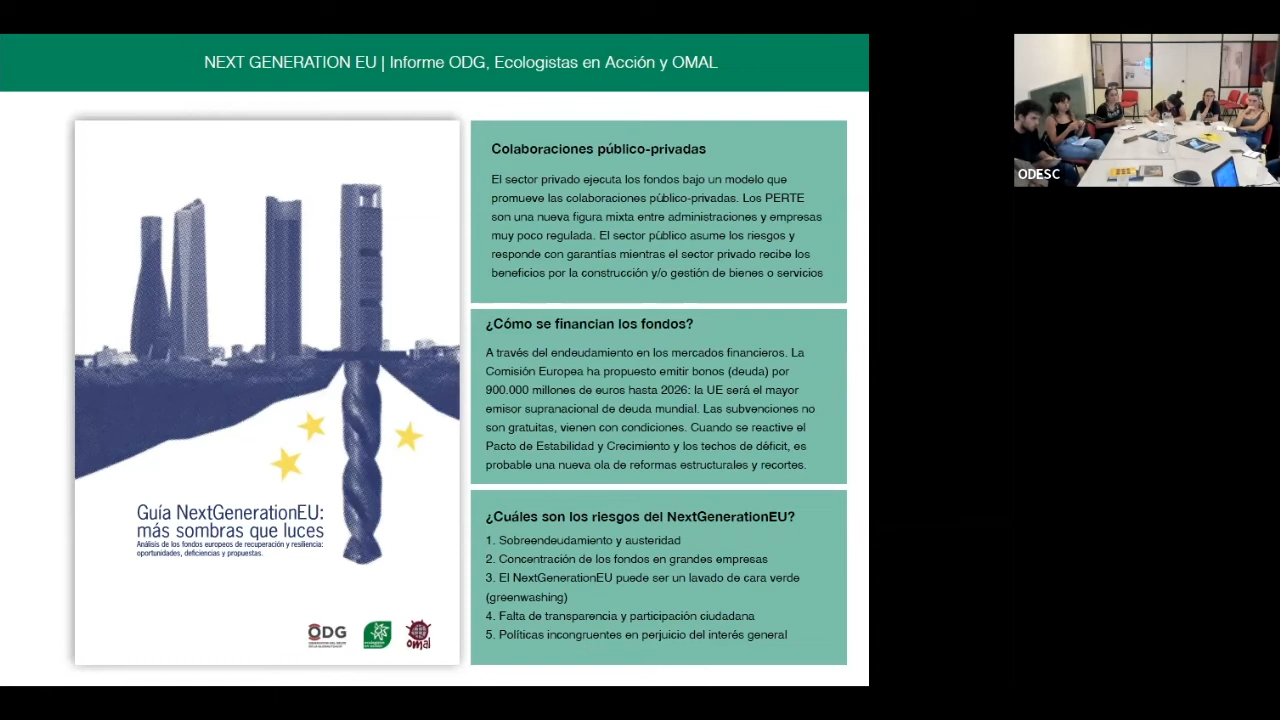 NEXT GENERATION EU | Informe ODG, Ecologistas en Acción y OMAL
Guía NextGenerationEU:
más sombras que luces
Análisis de los fondos europeos de recuperación y resiliencia:
oportunidades, deficiencias y propuestas.
ODG
ecologistas
en acción
omal
Colaboraciones público-privadas
El sector privado ejecuta los fondos bajo un modelo que
promueve las colaboraciones público-privadas. Los PERTE
son una nueva figura mixta entre administraciones y empresas
muy poco regulada. El sector público asume los riesgos y
responde con garantías mientras el sector privado recibe los
beneficios por la construcción y/o gestión de bienes o servicios
¿Cómo se financian los fondos?
A través del endeudamiento en los mercados financieros. La
Comisión Europea ha propuesto emitir bonos (deuda) por
900.000 millones de euros hasta 2026: la UE será el mayor
emisor supranacional de deuda mundial. Las subvenciones no
son gratuitas, vienen con condiciones. Cuando se reactive el
Pacto de Estabilidad y Crecimiento y los techos de déficit, es
probable una nueva ola de reformas estructurales y recortes.
¿Cuáles son los riesgos del NextGenerationEU?
1. Sobreendeudamiento y austeridad
2. Concentración de los fondos en grandes empresas
3. El NextGenerationEU puede ser un lavado de cara verde
(greenwashing)
4. Falta de transparencia y participación ciudadana
5. Políticas incongruentes en perjuicio del interés general
ODESC